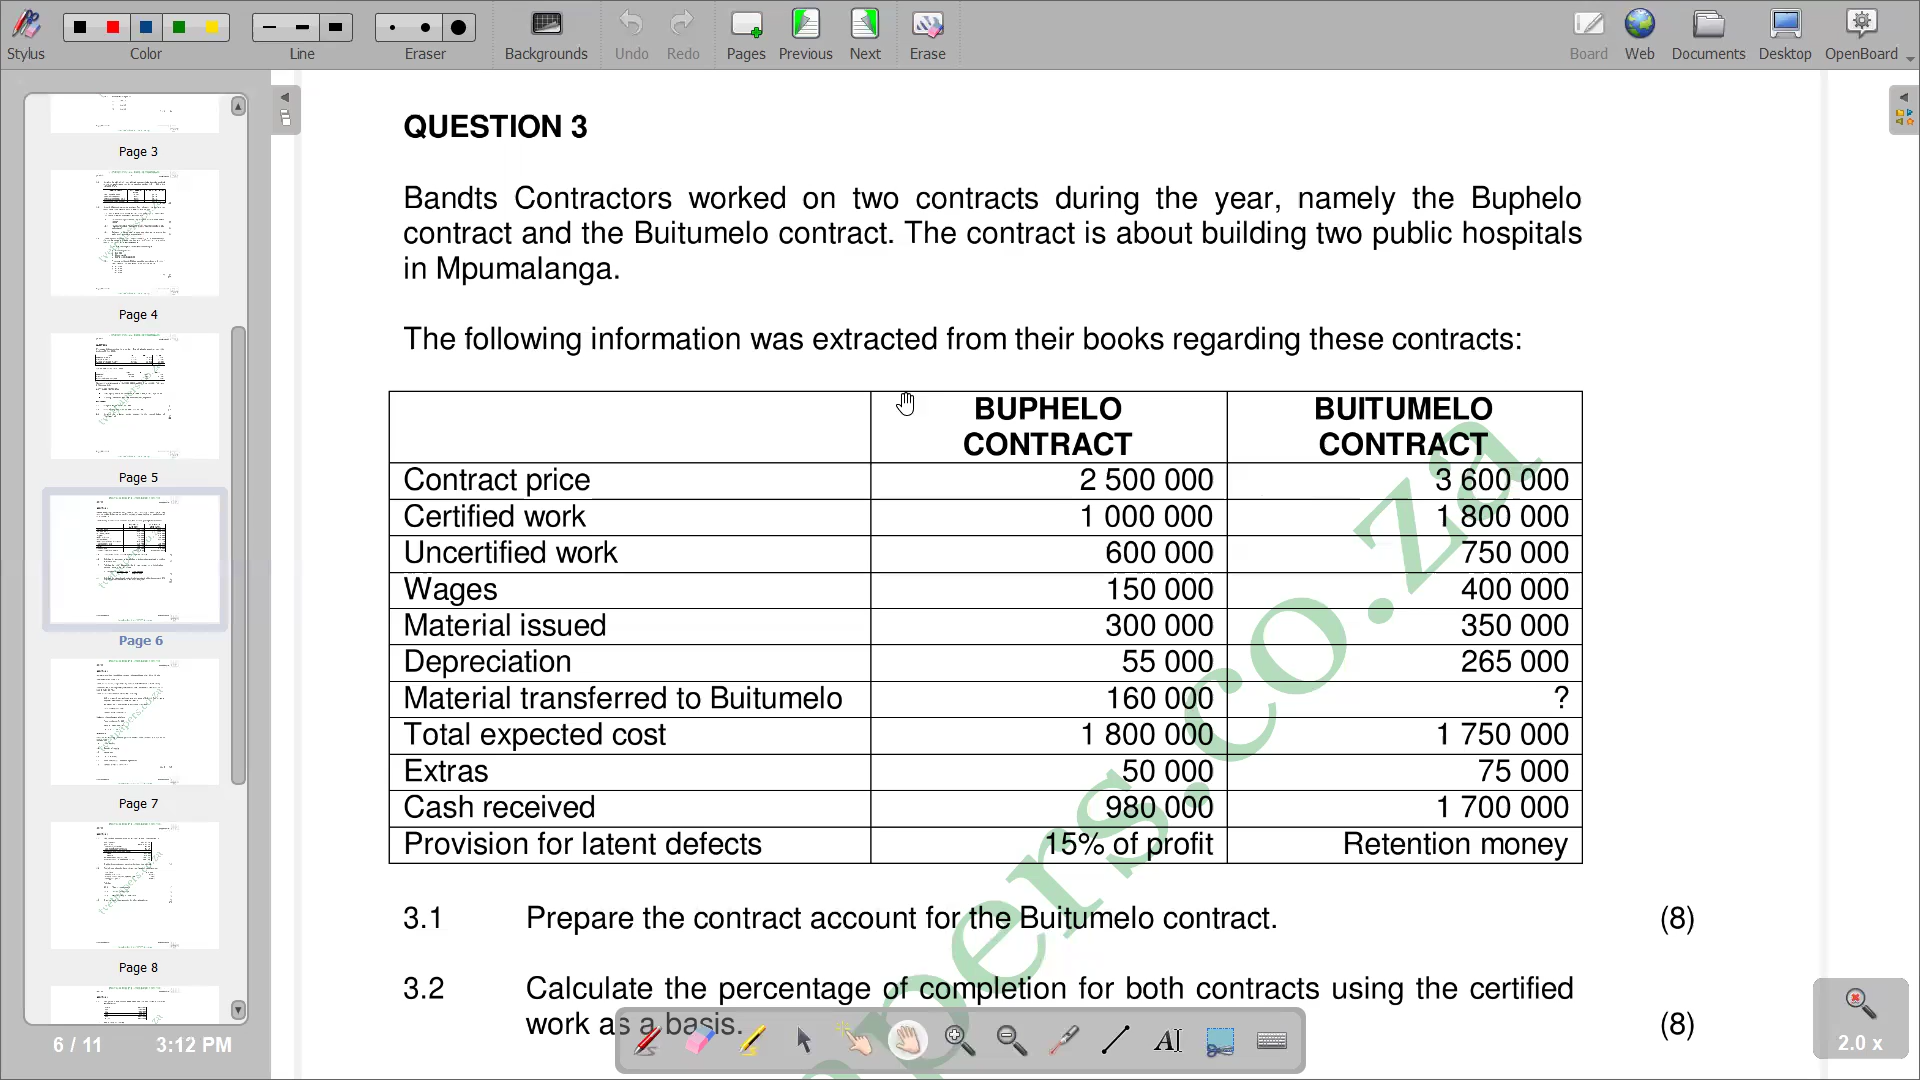 Stylus
Color
Line
Eraser
Backgrounds
Undo
Redo
Pages
Previous
Next
Erase
Board
Web
Documents
Desktop
OpenBoard
Page 3
Page 4
Page 5
Page 6
Page 7
Page 8
6 / 11 3:12 PM
QUESTION 3
Bandts Contractors worked on two contracts during the year, namely the Buphelo
contract and the Buitumelo contract. The contract is about building two public hospitals
in Mpumalanga.
The following information was extracted from their books regarding these contracts:
BUPHELO CONTRACT BUITUMELO CONTRACT
Contract price 2 500 000 3 600 000
Certified work 1 000 000 1 800 000
Uncertified work 600 000 750 000
Wages 150 000 400 000
Material issued 300 000 350 000
Depreciation 55 000 265 000
Material transferred to Buitumelo 160 000 ?
Total expected cost 1 800 000 1 750 000
Extras 50 000 75 000
Cash received 980 000 1 700 000
Provision for latent defects 15% of profit Retention money
3.1 Prepare the contract account for the Buitumelo contract. (8)
3.2 Calculate the percentage of completion for both contracts using the certified
work as a basis. (8)
apers.co.za
AI
2.0 x